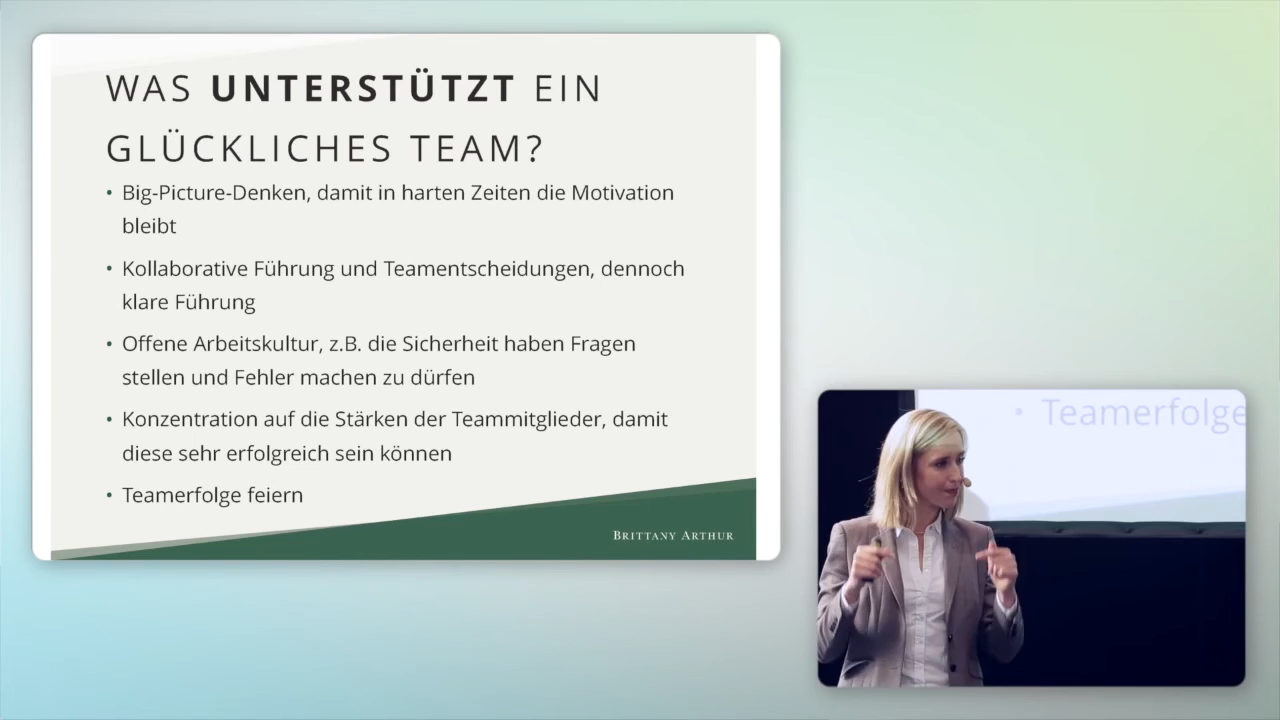 WAS UNTERSTÜTZT EIN
GLÜCKLICHES TEAM?
• Big-Picture-Denken, damit in harten Zeiten die Motivation
bleibt
• Kollaborative Führung und Teamentscheidungen, dennoch
klare Führung
• Offene Arbeitskultur, z.B. die Sicherheit haben Fragen
stellen und Fehler machen zu dürfen
• Konzentration auf die Stärken der Teammitglieder, damit
diese sehr erfolgreich sein können
• Teamerfolge feiern
BRITTANY ARTHUR
• Teamerfolge